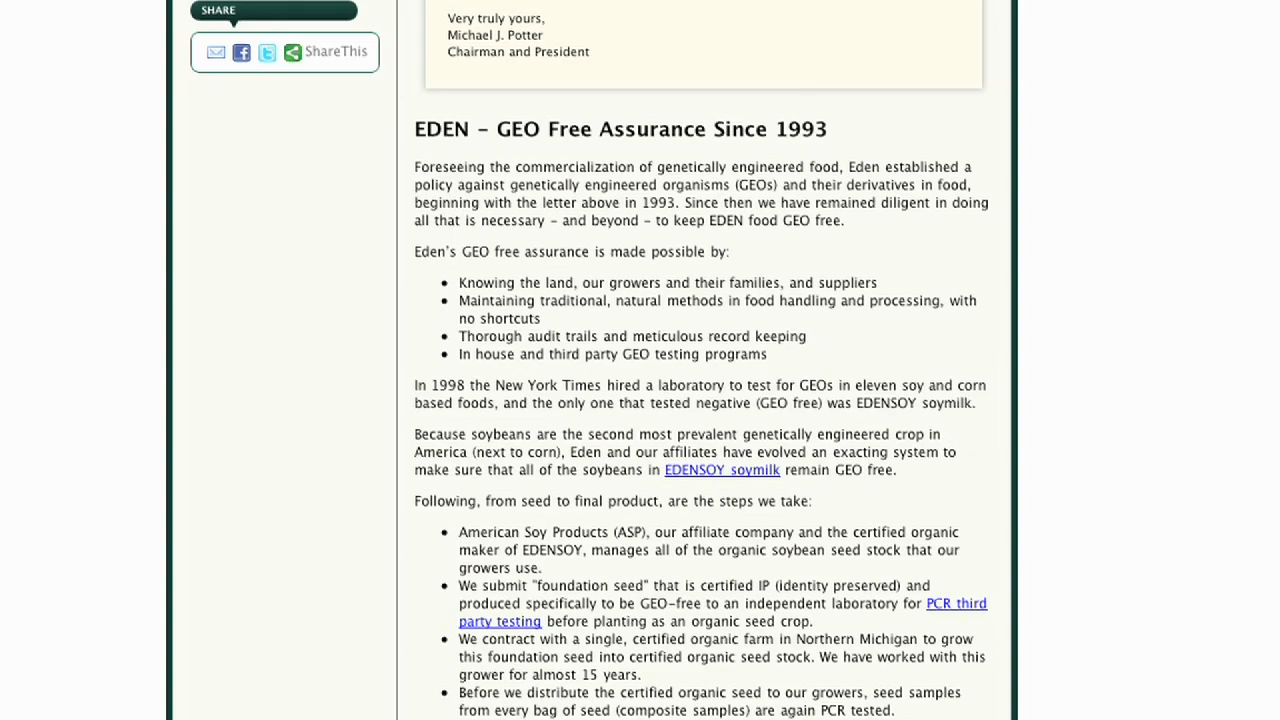 SHARE
ShareThis
Very truly yours,
Michael J. Potter
Chairman and President
EDEN – GEO Free Assurance Since 1993
Foreseeing the commercialization of genetically engineered food, Eden established a
policy against genetically engineered organisms (GEOs) and their derivatives in food,
beginning with the letter above in 1993. Since then we have remained diligent in doing
all that is necessary – and beyond – to keep EDEN food GEO free.
Eden's GEO free assurance is made possible by:
• Knowing the land, our growers and their families, and suppliers
• Maintaining traditional, natural methods in food handling and processing, with
no shortcuts
• Thorough audit trails and meticulous record keeping
• In house and third party GEO testing programs
In 1998 the New York Times hired a laboratory to test for GEOs in eleven soy and corn
based foods, and the only one that tested negative (GEO free) was EDENSOY soymilk.
Because soybeans are the second most prevalent genetically engineered crop in
America (next to corn), Eden and our affiliates have evolved an exacting system to
make sure that all of the soybeans in EDENSOY soymilk remain GEO free.
Following, from seed to final product, are the steps we take:
• American Soy Products (ASP), our affiliate company and the certified organic
maker of EDENSOY, manages all of the organic soybean seed stock that our
growers use.
• We submit "foundation seed" that is certified IP (identity preserved) and
produced specifically to be GEO-free to an independent laboratory for PCR third
party testing before planting as an organic seed crop.
• We contract with a single, certified organic farm in Northern Michigan to grow
this foundation seed into certified organic seed stock. We have worked with this
grower for almost 15 years.
• Before we distribute the certified organic seed to our growers, seed samples
from every bag of seed (composite samples) are again PCR tested.